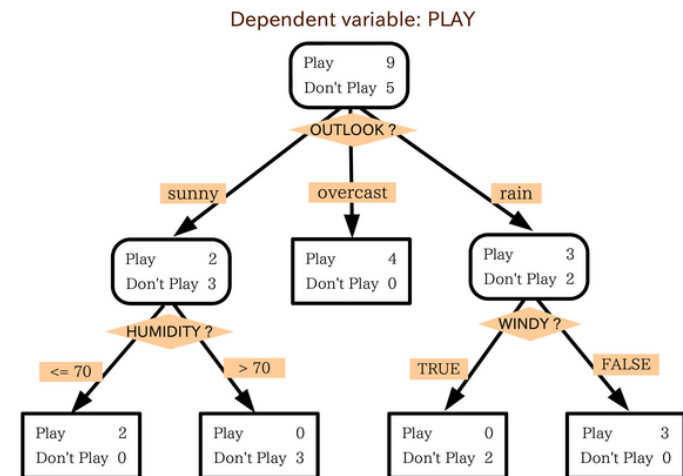 Dependent variable: PLAY
Play 9
Don't Play 5
OUTLOOK ?
sunny
overcast
rain
Play 2
Don't Play 3
Play 4
Don't Play 0
Play 3
Don't Play 2
HUMIDITY ?
WINDY ?
<= 70
> 70
TRUE
FALSE
Play 2
Don't Play 0
Play 0
Don't Play 3
Play 0
Don't Play 2
Play 3
Don't Play 0